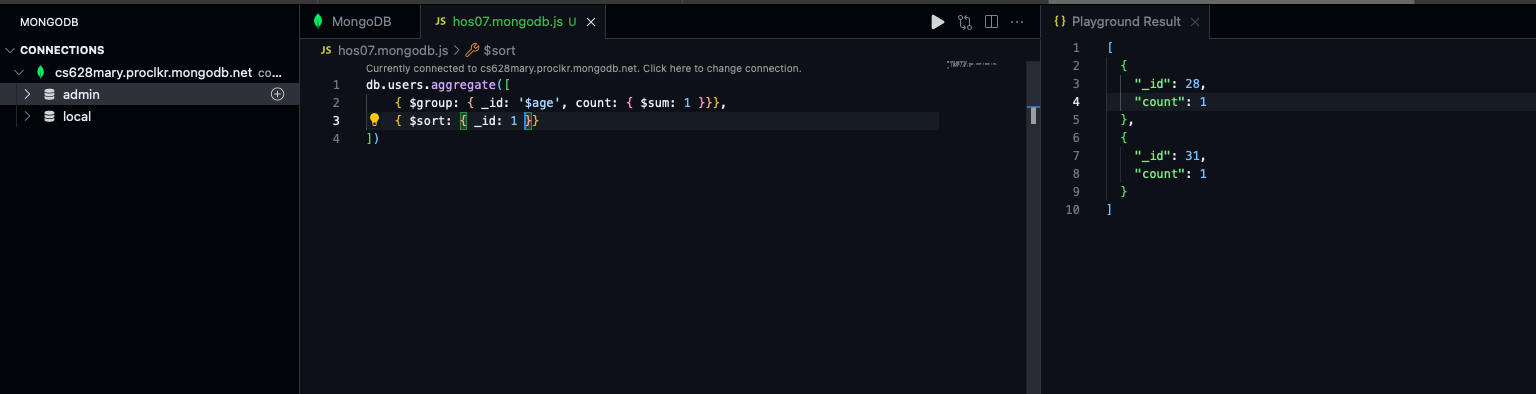 MONGODB
CONNECTIONS
cs628mary.proclkr.mongodb.net co...
admin
local
MongoDB
JS hos07.mongodb.js U
JS hos07.mongodb.js > $sort
Currently connected to cs628mary.proclkr.mongodb.net. Click here to change connection.
1 db.users.aggregate([
2 { $group: { _id: '$age', count: { $sum: 1 }}},
3 { $sort: { _id: 1 }}
4 ])
{} Playground Result
1 [
2 {
3 "_id": 28,
4 "count": 1
5 },
6 {
7 "_id": 31,
8 "count": 1
9 }
10 ]